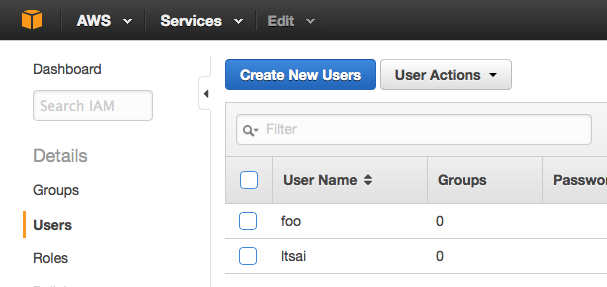 AWS Services Edit
Dashboard
Search IAM
Details
Groups
Users
Roles
Create New Users User Actions
Filter
User Name Groups
foo 0
ltsai 0